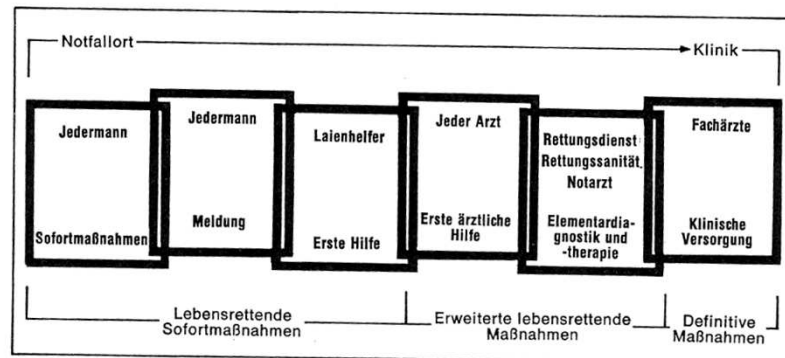 Notfallort
Klinik
Jedermann
Sofortmaßnahmen
Jedermann
Meldung
Laienhelfer
Erste Hilfe
Jeder Arzt
Erste ärztliche
Hilfe
Rettungsdienst
Rettungssanität.
Notarzt
Elementardia-
gnostik und
-therapie
Fachärzte
Klinische
Versorgung
Lebensrettende
Sofortmaßnahmen
Erweiterte lebensrettende
Maßnahmen
Definitive
Maßnahmen